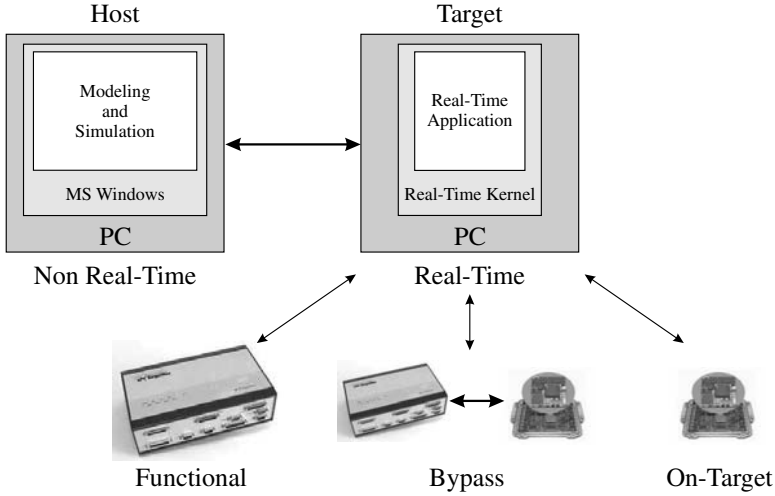 Host
Target
Modeling
and
Simulation
Real-Time
Application
MS Windows
Real-Time Kernel
PC
PC
Non Real-Time
Real-Time
Functional
Bypass
On-Target